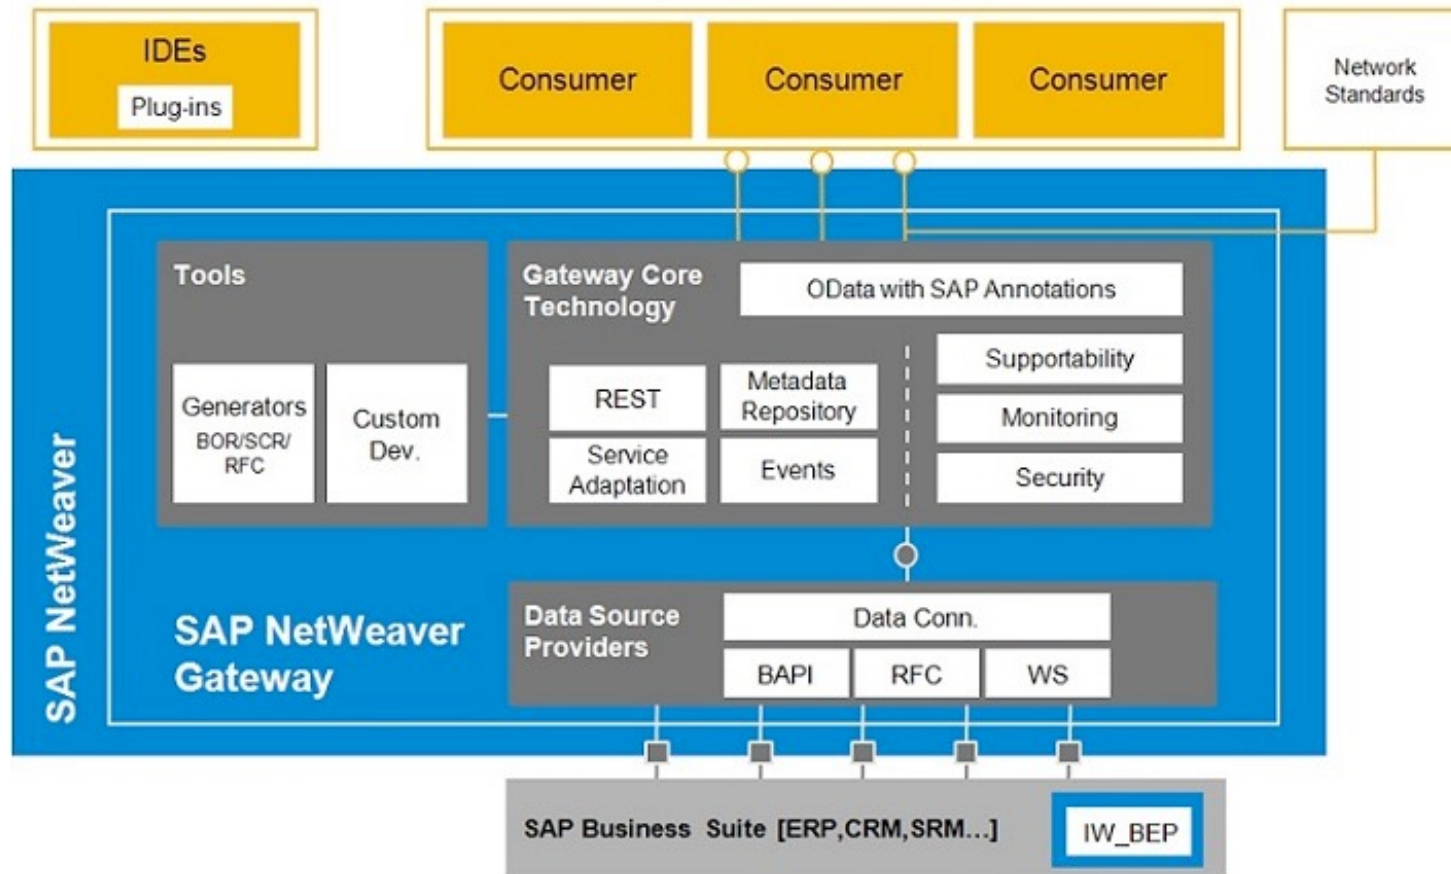 IDEs
Plug-ins
Consumer
Consumer
Consumer
Network
Standards
SAP NetWeaver
Tools
Generators
BOR/SCR/
RFC
Custom
Dev.
Gateway Core
Technology
OData with SAP Annotations
REST
Metadata
Repository
Service
Adaptation
Events
Supportability
Monitoring
Security
SAP NetWeaver
Gateway
Data Source
Providers
Data Conn.
BAPI
RFC
WS
SAP Business Suite [ERP,CRM,SRM...]
IW_BEP